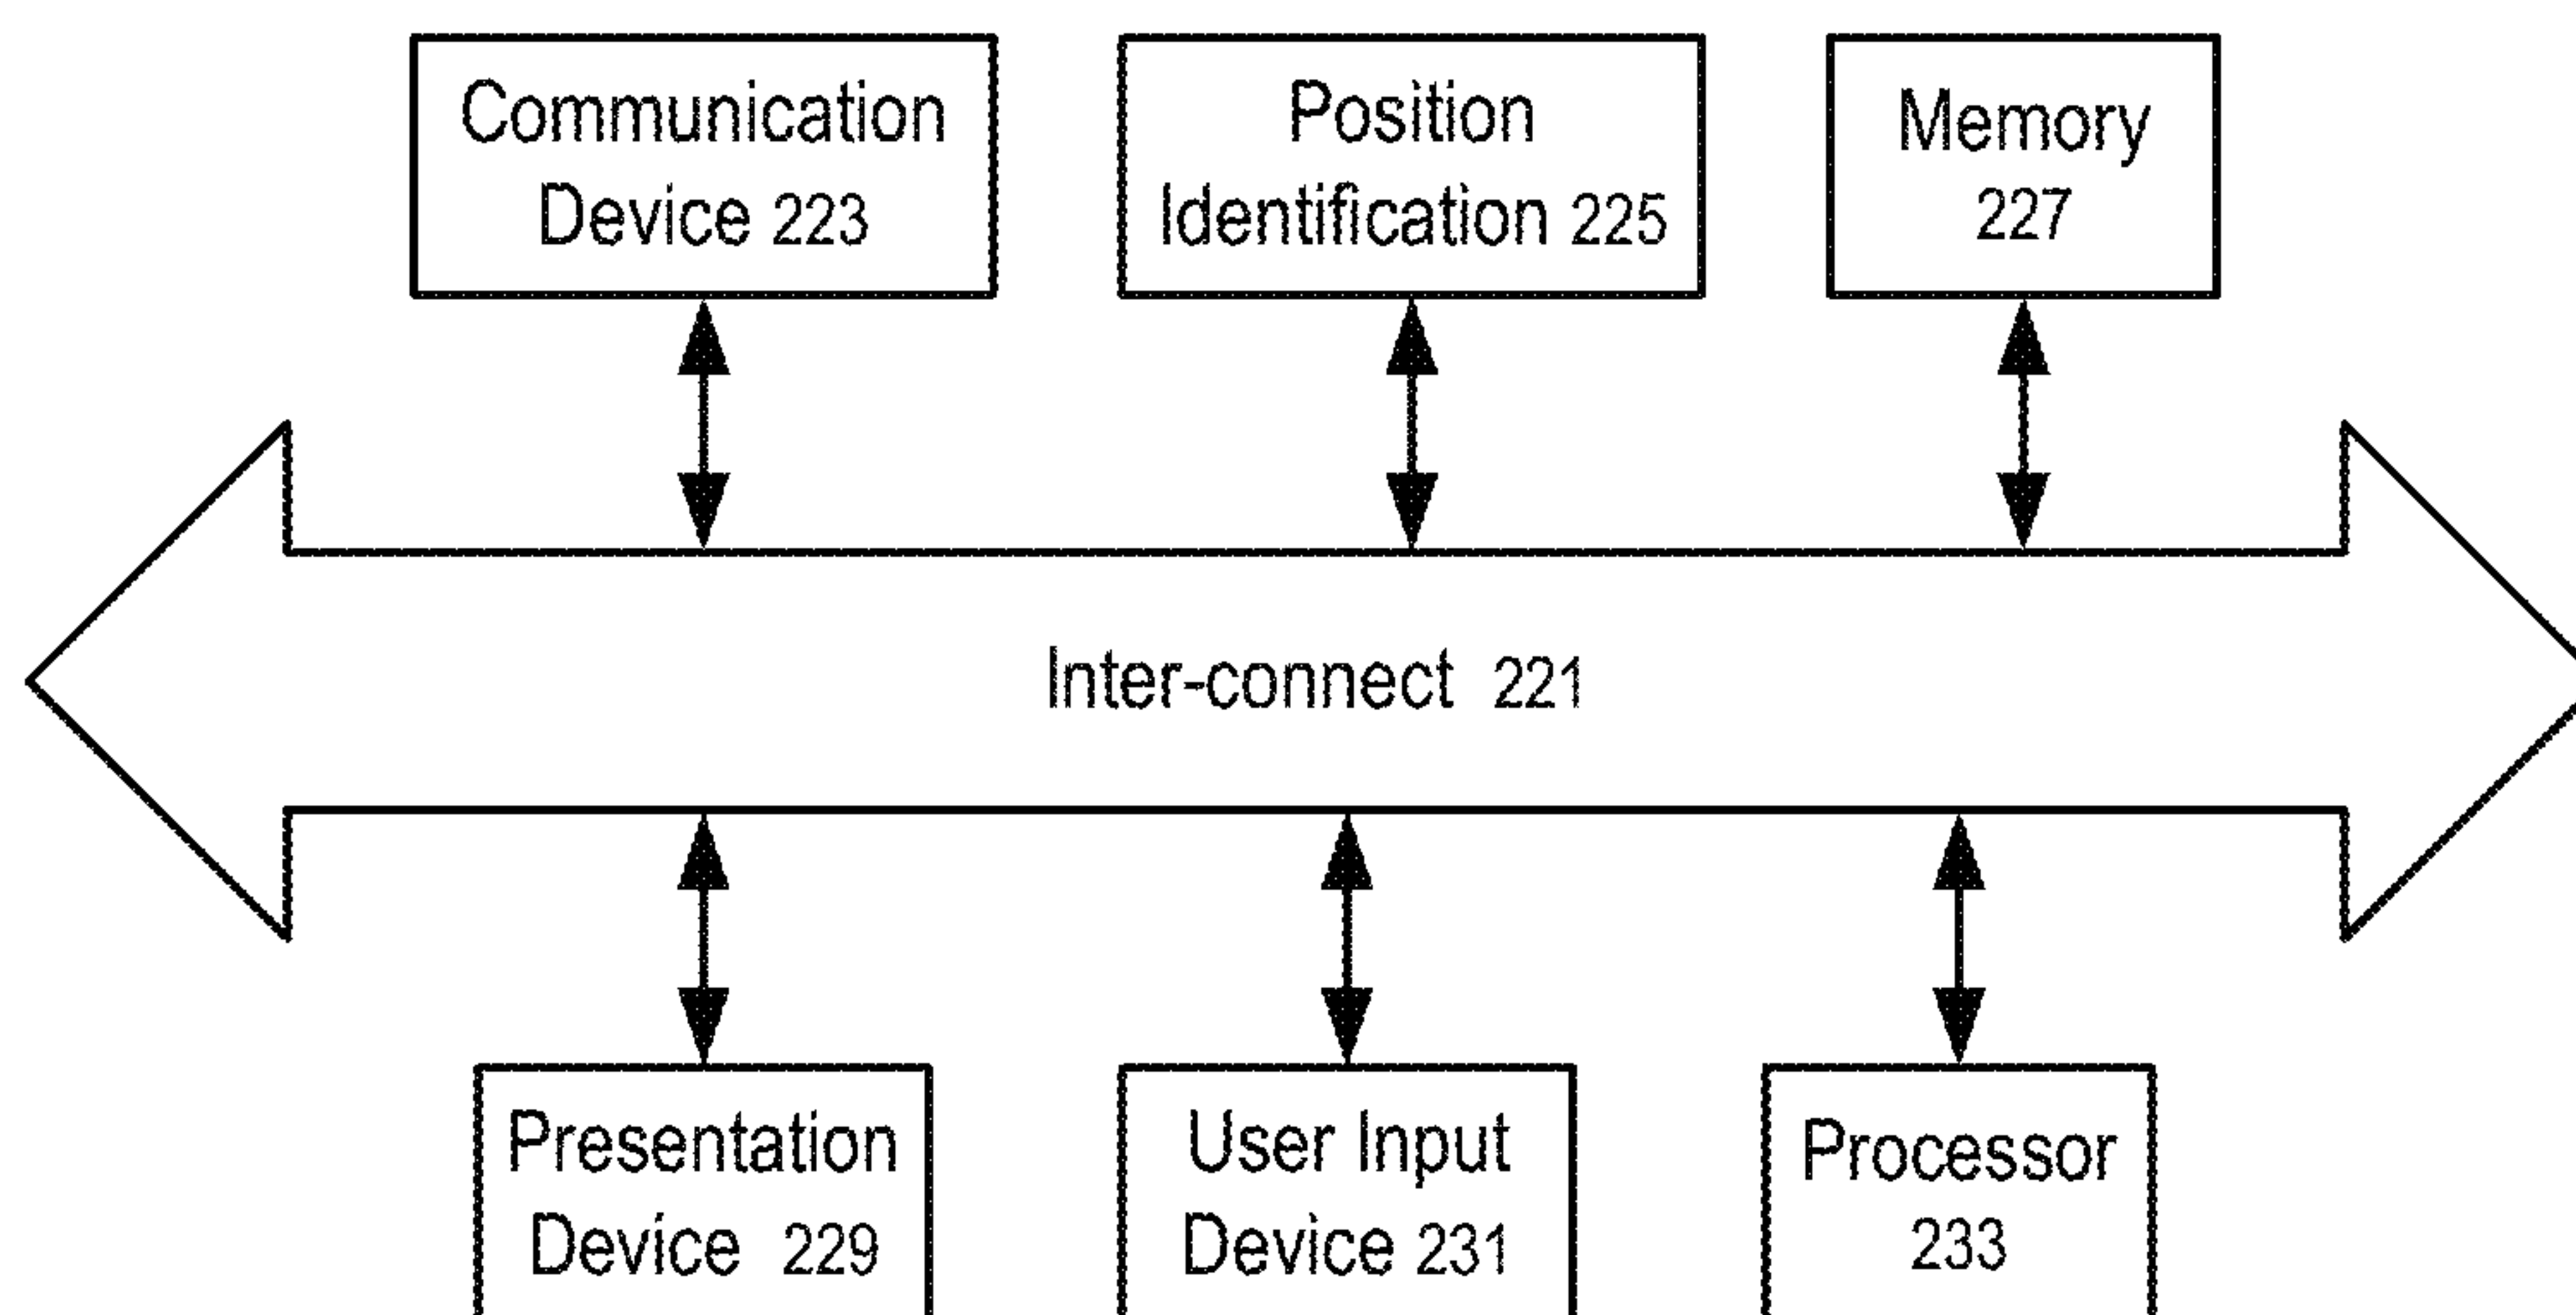 Communication
Device 223
Position
Identification 225
Memory
227
Inter-connect 221
Presentation
Device 229
User Input
Device 231
Processor
233